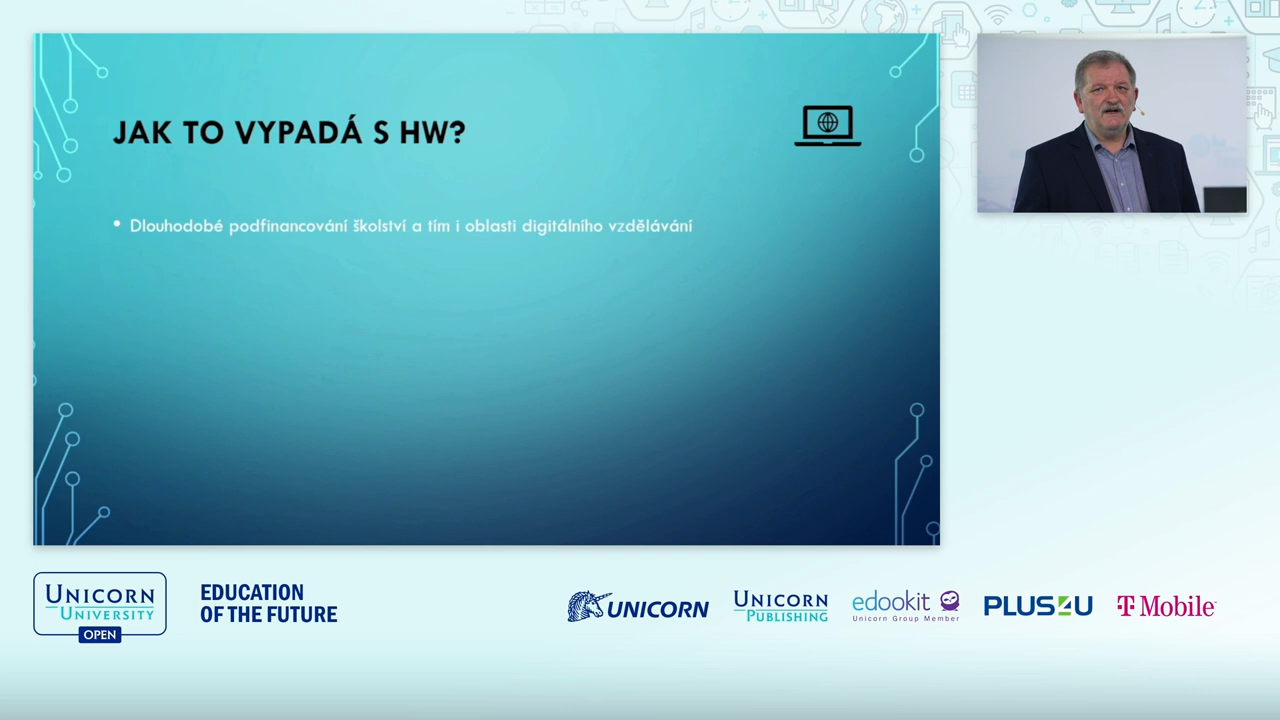 JAK TO VYPADÁ S HW?
• Dlouhodobé podfinancování školství a tím i oblasti digitálního vzdělávání
UNICORN
UNIVERSITY
OPEN
EDUCATION
OF THE FUTURE
UNICORN
UNICORN
PUBLISHING
edookit
Unicorn Group Member
PLUS4U
T Mobile